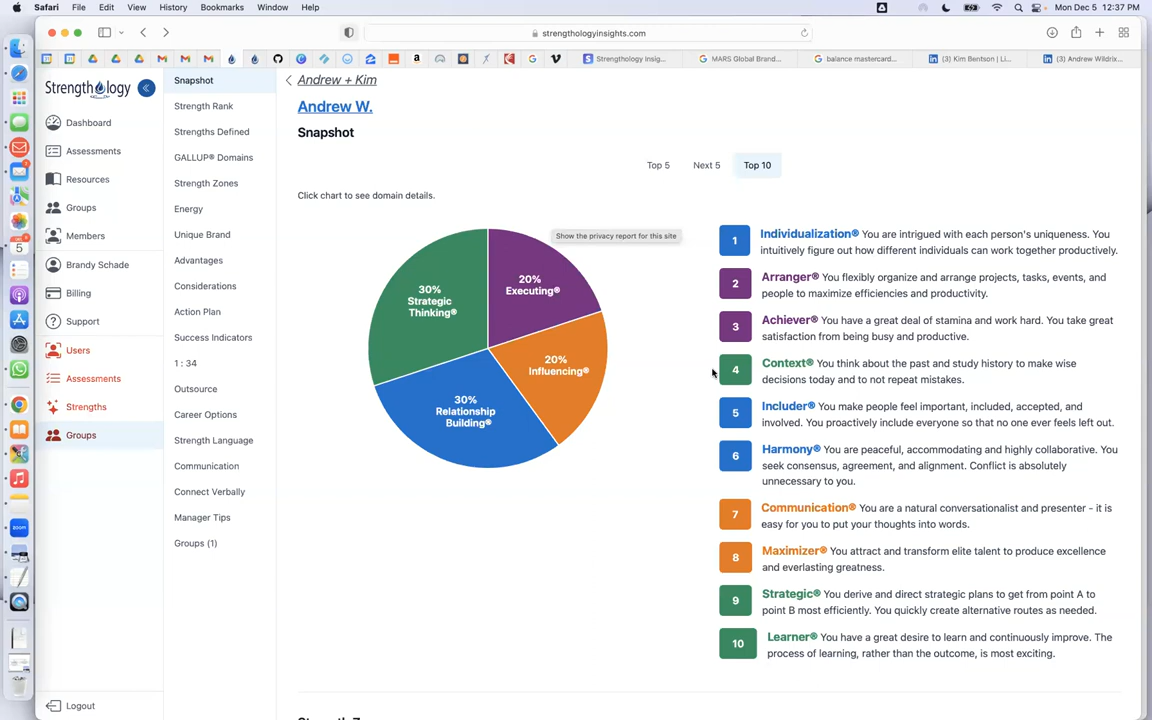 Safari File Edit View History Bookmarks Window Help
Mon Dec 5 12:37 PM
strengthologyinsights.com
Strengthology Insig...
MARS Global Brand...
balance mastercard...
(3) Kim Bentson | Li...
(3) Andrew Wildrix...
Strengthology
Dashboard
Assessments
Resources
Groups
Members
Brandy Schade
Billing
Support
Users
Assessments
Strengths
Groups
Logout
Snapshot
Strength Rank
Strengths Defined
GALLUP® Domains
Strength Zones
Energy
Unique Brand
Advantages
Considerations
Action Plan
Success Indicators
1 : 34
Outsource
Career Options
Strength Language
Communication
Connect Verbally
Manager Tips
Groups (1)
Andrew + Kim
Andrew W.
Snapshot
Top 5 Next 5 Top 10
Click chart to see domain details.
Show the privacy report for this site
30%
Strategic
Thinking®
20%
Executing®
20%
Influencing®
30%
Relationship
Building®
1 Individualization® You are intrigued with each person's uniqueness. You
intuitively figure out how different individuals can work together productively.
2 Arranger® You flexibly organize and arrange projects, tasks, events, and
people to maximize efficiencies and productivity.
3 Achiever® You have a great deal of stamina and work hard. You take great
satisfaction from being busy and productive.
4 Context® You think about the past and study history to make wise
decisions today and to not repeat mistakes.
5 Includer® You make people feel important, included, accepted, and
involved. You proactively include everyone so that no one ever feels left out.
6 Harmony® You are peaceful, accommodating and highly collaborative. You
seek consensus, agreement, and alignment. Conflict is absolutely
unnecessary to you.
7 Communication® You are a natural conversationalist and presenter - it is
easy for you to put your thoughts into words.
8 Maximizer® You attract and transform elite talent to produce excellence
and everlasting greatness.
9 Strategic® You derive and direct strategic plans to get from point A to
point B most efficiently. You quickly create alternative routes as needed.
10 Learner® You have a great desire to learn and continuously improve. The
process of learning, rather than the outcome, is most exciting.